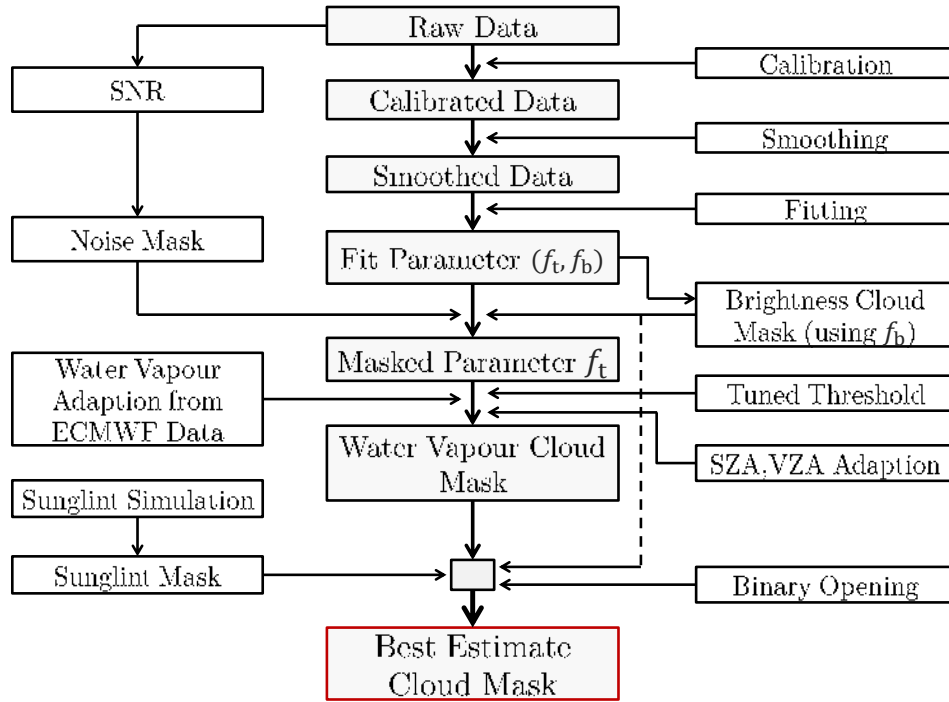 Raw Data
Calibration
SNR
Calibrated Data
Smoothing
Smoothed Data
Fitting
Noise Mask
Fit Parameter (f_t, f_b)
Brightness Cloud
Mask (using f_b)
Masked Parameter f_t
Water Vapour
Adaption from
ECMWF Data
Tuned Threshold
Water Vapour Cloud
Mask
SZA,VZA Adaption
Sunglint Simulation
Sunglint Mask
Binary Opening
Best Estimate
Cloud Mask